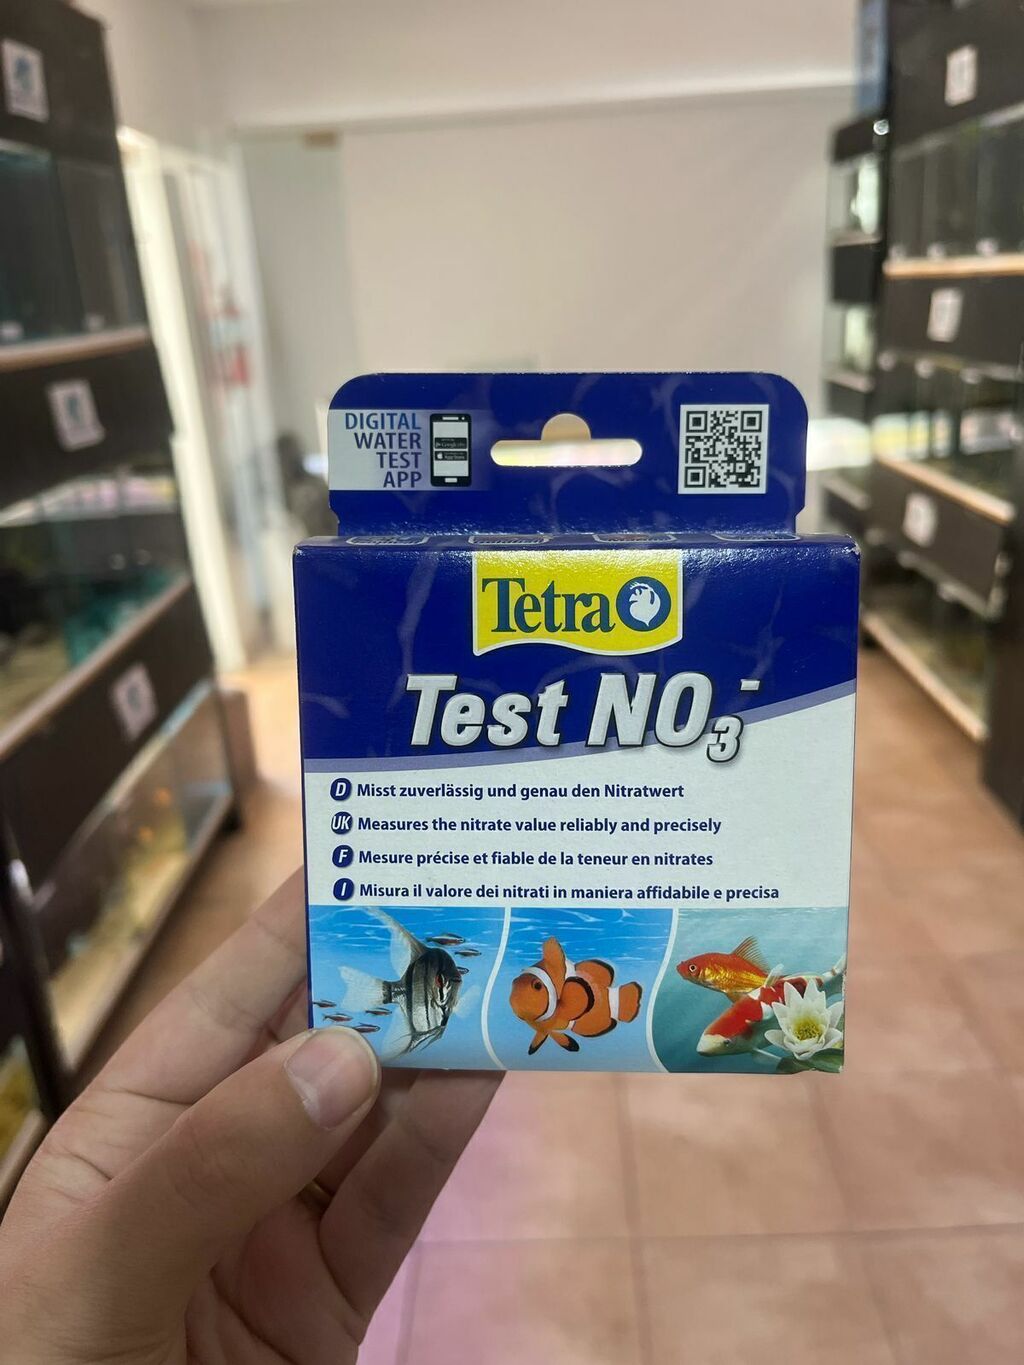 DIGITAL
WATER
TEST
APP
Tetra
Test NO₃⁻
D Misst zuverlässig und genau den Nitratwert
UK Measures the nitrate value reliably and precisely
F Mesure précise et fiable de la teneur en nitrates
I Misura il valore dei nitrati in maniera affidabile e precisa